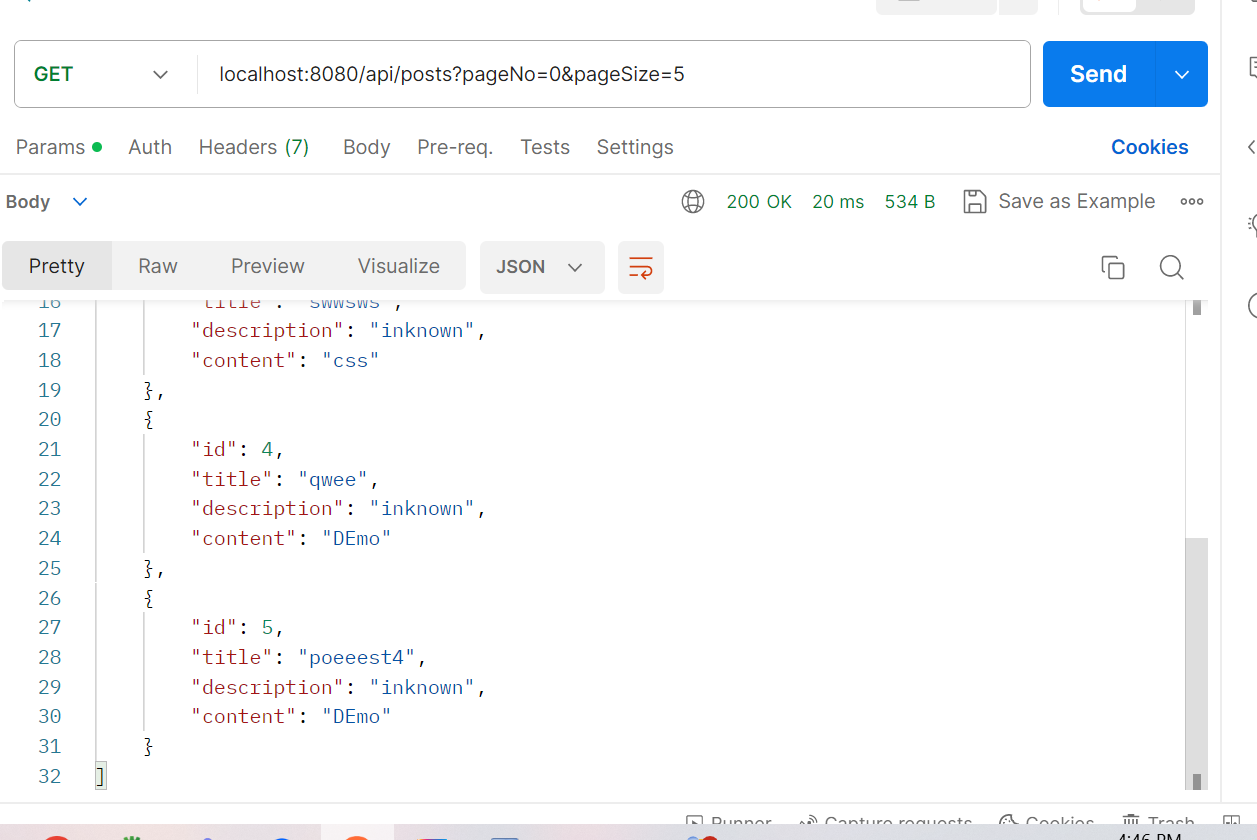 GET localhost:8080/api/posts?pageNo=0&pageSize=5 Send
Params Auth Headers (7) Body Pre-req. Tests Settings Cookies
Body 200 OK 20 ms 534 B Save as Example
Pretty Raw Preview Visualize JSON
16 "title": "swwsws",
17 "description": "inknown",
18 "content": "css"
19 },
20 {
21 "id": 4,
22 "title": "qwee",
23 "description": "inknown",
24 "content": "DEmo"
25 },
26 {
27 "id": 5,
28 "title": "poeeest4",
29 "description": "inknown",
30 "content": "DEmo"
31 }
32 ]
Runner Capture requests Cookies Trash
4:46 PM